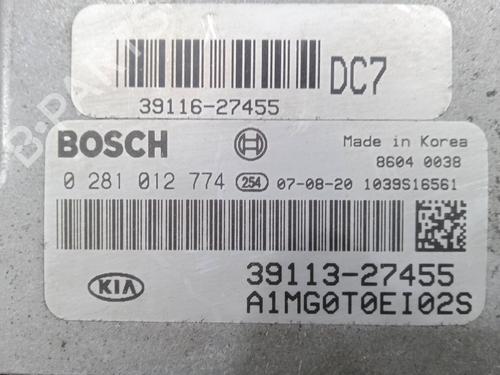 39116-27455
DC7
BOSCH
Made in Korea
8604 0038
0 281 012 774 254 07-08-20 1039S16561
39113-27455
KIA
A1MG0T0EI02S
B-PARTS